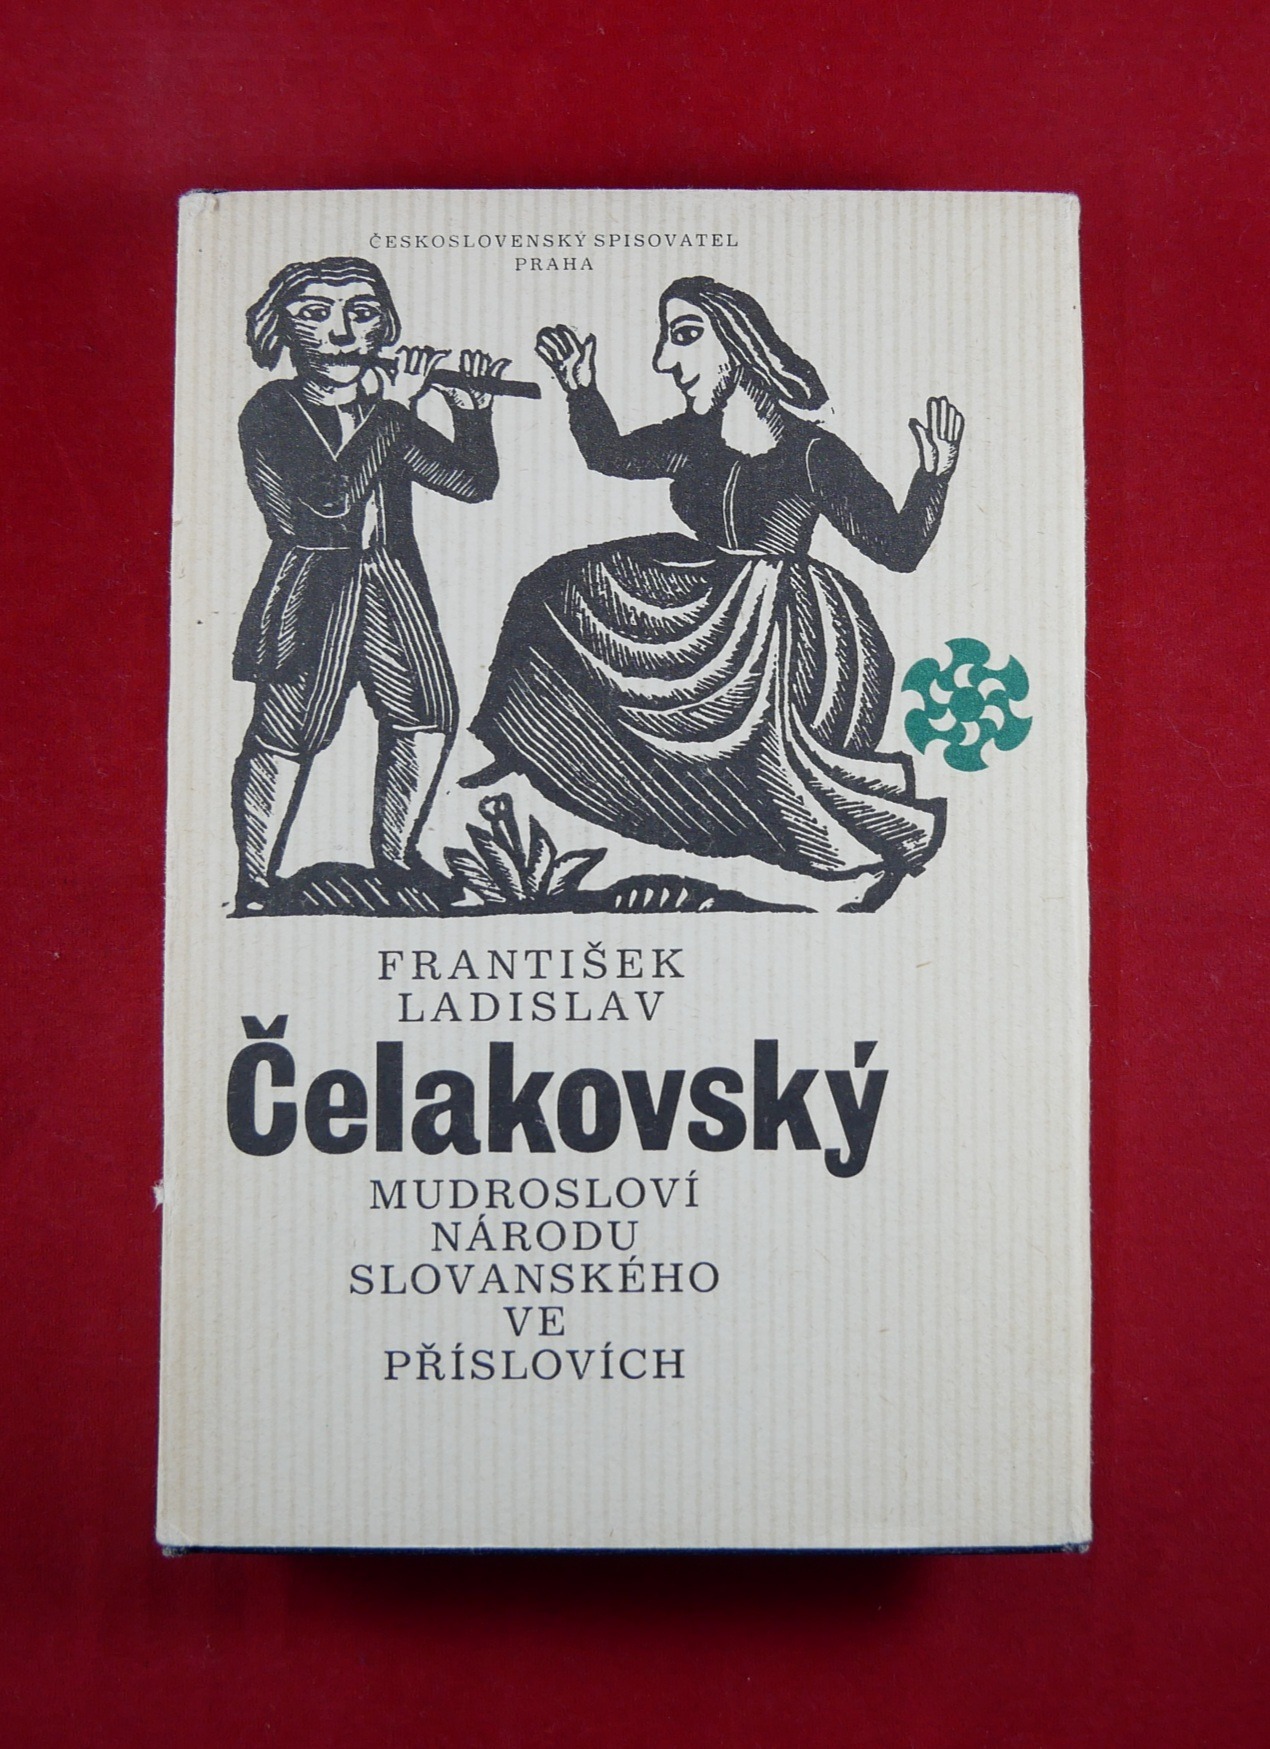 ČESKOSLOVENSKÝ SPISOVATEL
PRAHA
FRANTIŠEK
LADISLAV
Čelakovský
MUDROSLOVÍ
NÁRODU
SLOVANSKÉHO
VE
PŘÍSLOVÍCH